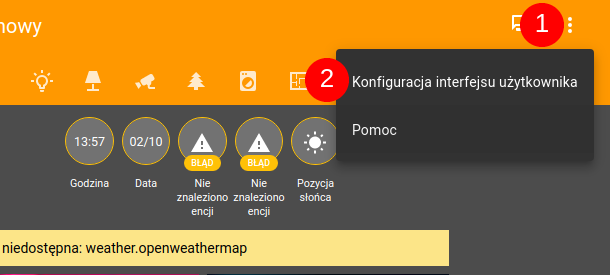 nowy
1
2
Konfiguracja interfejsu użytkownika
Pomoc
13:57
02/10
BŁĄD
BŁĄD
Godzina
Data
Nie
znaleziono
encji
Nie
znaleziono
encji
Pozycja
słońca
niedostępna: weather.openweathermap